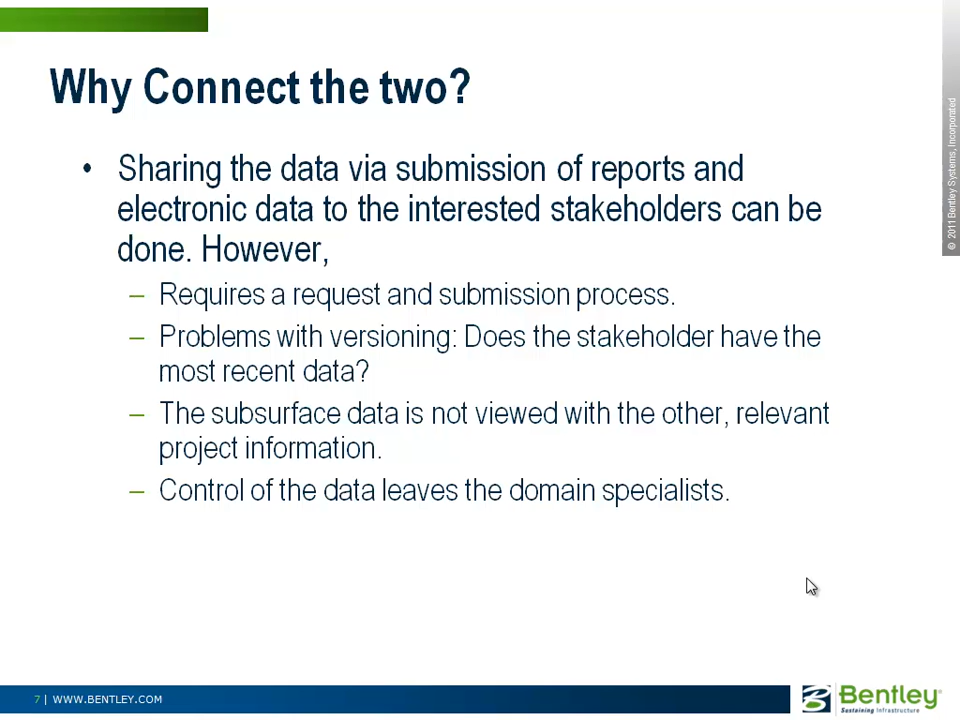 Why Connect the two?
• Sharing the data via submission of reports and
electronic data to the interested stakeholders can be
done. However,
– Requires a request and submission process.
– Problems with versioning: Does the stakeholder have the
most recent data?
– The subsurface data is not viewed with the other, relevant
project information.
– Control of the data leaves the domain specialists.
© 2011 Bentley Systems, Incorporated
7 | WWW.BENTLEY.COM
Bentley®
Sustaining Infrastructure